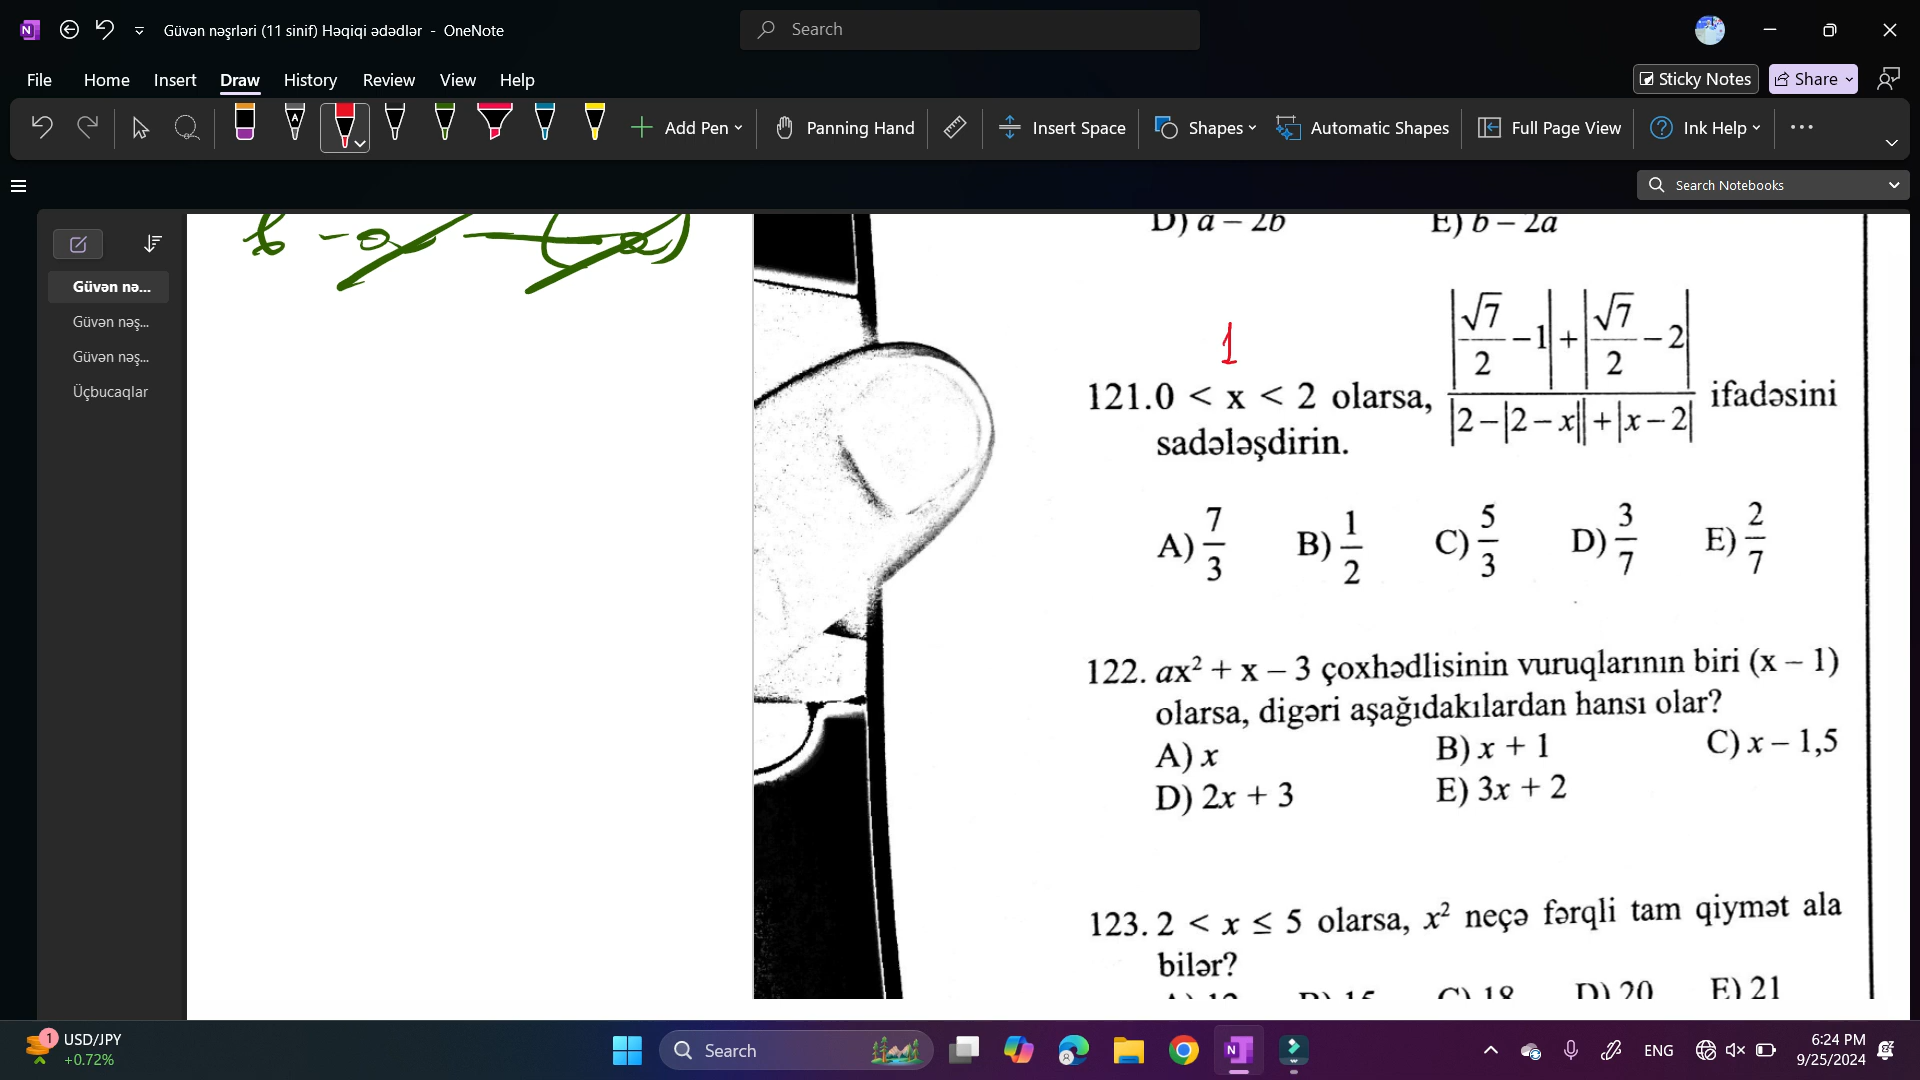 Güvən nəşrləri (11 sinif) Həqiqi ədədlər - OneNote
Search
File Home Insert Draw History Review View Help
Sticky Notes Share
Add Pen Panning Hand Insert Space Shapes Automatic Shapes Full Page View Ink Help
Search Notebooks
Güvən nə...
Güvən nəş...
Güvən nəş...
Üçbucaqlar
D) a – 2b E) b – 2a
1
121. 0 < x < 2 olarsa, (|√7/2 − 1| + |√7/2 − 2|) / (|2 − |2 − x|| + |x − 2|) ifadəsini
sadələşdirin.
A) 7/3 B) 1/2 C) 5/3 D) 3/7 E) 2/7
122. ax² + x – 3 çoxhədlisinin vuruqlarının biri (x – 1)
olarsa, digəri aşağıdakılardan hansı olar?
A) x B) x + 1 C) x – 1,5
D) 2x + 3 E) 3x + 2
123. 2 < x ≤ 5 olarsa, x² neçə fərqli tam qiymət ala
bilər?
C) 18 D) 20 E) 21
1 USD/JPY
+0.72%
Search
ENG
6:24 PM
9/25/2024